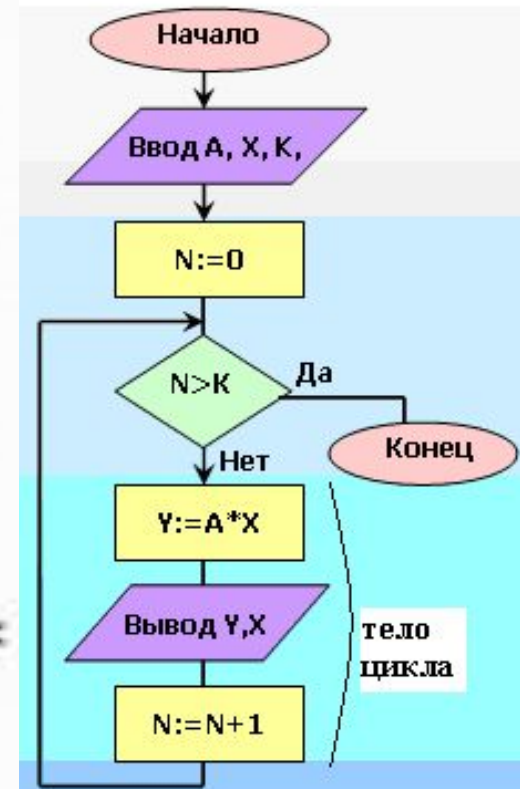 Начало
Ввод A, X, K,
N:=0
N>K
Да
Конец
Нет
Y:=A*X
Вывод Y,X
тело
цикла
N:=N+1